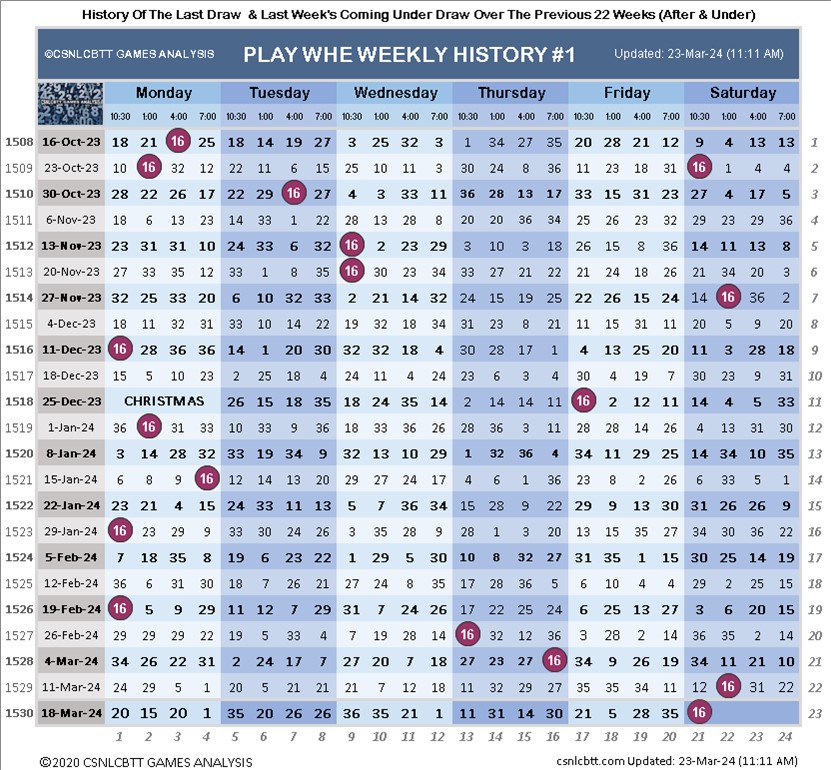 History Of The Last Draw & Last Week's Coming Under Draw Over The Previous 22 Weeks (After & Under)
©CSNLCBTT GAMES ANALYSIS PLAY WHE WEEKLY HISTORY #1 Updated: 23-Mar-24 (11:11 AM)
Monday Tuesday Wednesday Thursday Friday Saturday
10:30 1:00 4:00 7:00 10:30 1:00 4:00 7:00 10:30 1:00 4:00 7:00 10:30 1:00 4:00 7:00 10:30 1:00 4:00 7:00 10:30 1:00 4:00 7:00
1508 16-Oct-23 18 21 16 25 18 14 19 27 3 25 32 3 1 34 27 35 20 28 21 12 9 4 13 13 1
1509 23-Oct-23 10 16 32 12 22 11 6 15 25 10 11 3 30 24 8 36 11 23 18 31 16 1 4 4 2
1510 30-Oct-23 28 22 26 17 22 29 16 27 4 3 33 11 36 28 13 17 33 15 31 23 27 4 17 5 3
1511 6-Nov-23 18 6 13 23 14 33 1 22 28 13 28 8 20 20 36 34 25 26 23 32 29 23 29 36 4
1512 13-Nov-23 23 31 31 10 24 33 6 32 16 2 23 29 3 10 3 18 26 15 8 36 14 11 13 8 5
1513 20-Nov-23 27 33 35 12 33 1 8 35 16 30 23 34 33 27 21 22 21 24 18 26 21 34 20 3 6
1514 27-Nov-23 32 25 33 20 6 10 32 33 2 21 14 32 24 15 19 25 22 26 15 24 14 16 36 2 7
1515 4-Dec-23 18 11 32 31 33 10 14 22 19 32 18 34 31 23 8 21 11 15 31 11 20 5 9 20 8
1516 11-Dec-23 16 28 36 36 14 1 20 30 32 32 18 4 30 28 17 1 4 13 25 20 11 3 28 18 9
1517 18-Dec-23 15 5 10 23 2 25 18 4 24 11 4 24 23 6 3 4 30 4 19 7 30 23 9 31 10
1518 25-Dec-23 CHRISTMAS 26 15 18 35 18 24 35 14 2 14 14 11 16 2 12 11 14 4 5 33 11
1519 1-Jan-24 36 16 31 33 10 33 9 36 18 33 36 26 28 36 3 11 28 28 14 26 4 12 31 30 12
1520 8-Jan-24 3 14 28 32 33 19 34 9 32 13 10 29 1 32 36 4 34 11 29 25 14 34 10 35 13
1521 15-Jan-24 6 8 9 16 12 14 13 20 29 27 24 17 4 6 1 36 23 8 2 26 6 33 5 1 14
1522 22-Jan-24 23 21 4 15 24 33 11 13 5 7 36 34 15 28 9 22 29 9 13 30 31 26 26 9 15
1523 29-Jan-24 16 23 29 9 33 30 24 26 3 35 28 9 28 1 3 20 13 15 35 27 34 30 36 22 16
1524 5-Feb-24 7 18 35 8 19 6 23 22 1 29 5 30 10 8 32 27 31 35 1 15 30 25 14 19 17
1525 12-Feb-24 36 6 31 30 18 7 26 21 27 24 8 35 17 28 36 5 6 10 4 4 29 2 25 15 18
1526 19-Feb-24 16 5 9 29 11 12 7 29 31 7 24 26 17 22 25 24 6 25 13 27 3 6 20 15 19
1527 26-Feb-24 29 29 29 22 19 5 33 4 7 19 28 14 16 32 12 36 3 28 2 14 36 35 2 14 20
1528 4-Mar-24 34 26 22 31 2 24 17 7 27 20 7 18 27 23 27 16 34 9 26 19 34 11 21 10 21
1529 11-Mar-24 24 29 5 1 20 5 21 21 21 7 12 18 11 32 29 27 35 35 34 11 12 16 31 22 22
1530 18-Mar-24 20 15 20 1 35 20 26 26 36 35 21 1 11 31 14 30 21 5 28 35 16 23
1 2 3 4 5 6 7 8 9 10 11 12 13 14 15 16 17 18 19 20 21 22 23 24
©2020 CSNLCBTT GAMES ANALYSIS csnlcbtt.com Updated: 23-Mar-24 (11:11 AM)